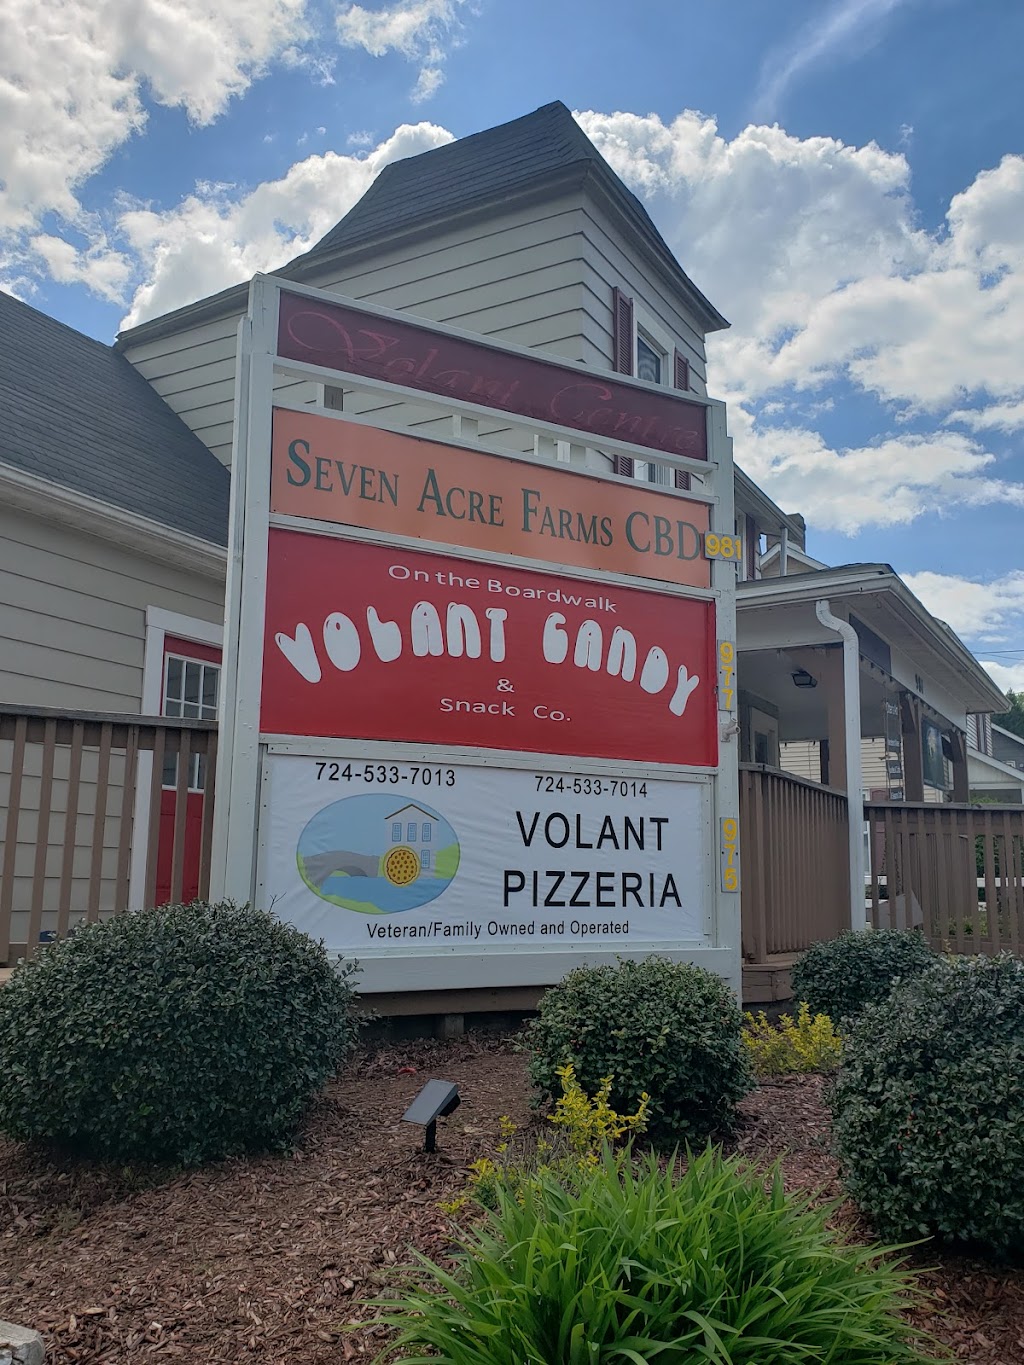 Volant Centre
SEVEN ACRE FARMS CBD
981
On the Boardwalk
VOLANT CANDY
&
Snack Co.
977
724-533-7013
724-533-7014
VOLANT
PIZZERIA
975
Veteran/Family Owned and Operated